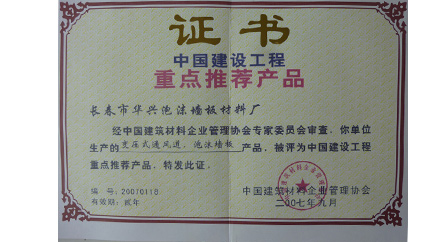 证书
中国建设工程
重点推荐产品
长春市华兴泡沫墙板材料厂
经中国建筑材料企业管理协会专家委员会审查，你单位
生产的变压式通风道、泡沫墙板产品，被评为中国建设工程
重点推荐产品，特发此证。
编号：20070118
中国建筑材料企业管理协会
有效期：贰年
二〇〇七年九月